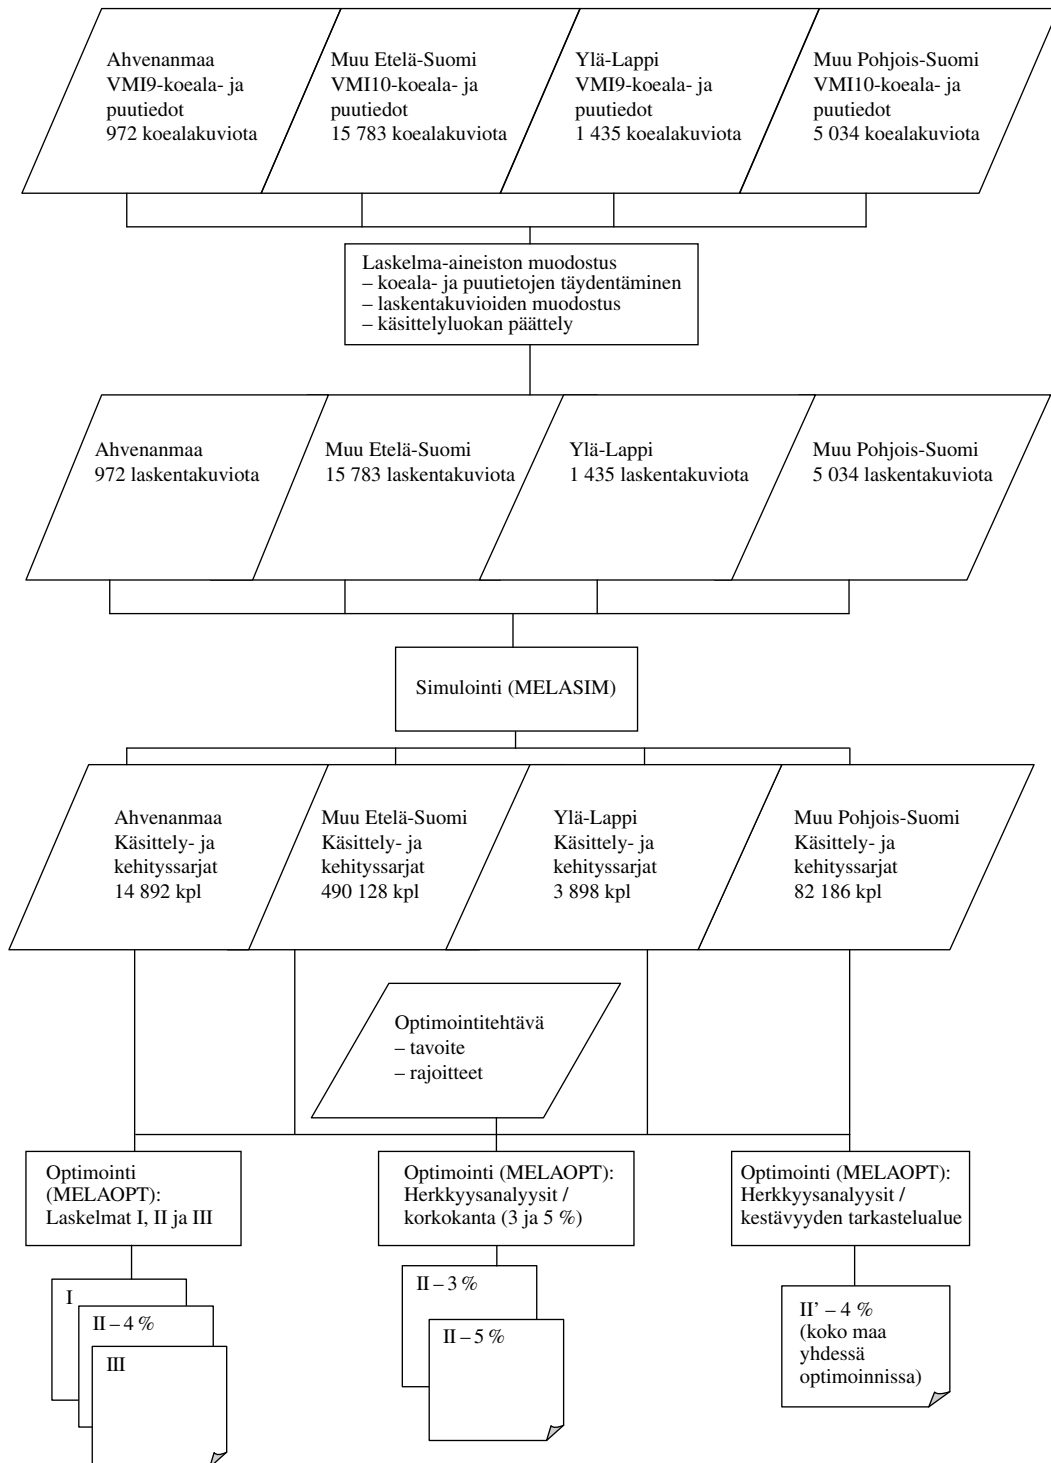 Ahvenanmaa
VMI9-koeala- ja
puutiedot
972 koealakuviota
Muu Etelä-Suomi
VMI10-koeala- ja
puutiedot
15 783 koealakuviota
Ylä-Lappi
VMI9-koeala- ja
puutiedot
1 435 koealakuviota
Muu Pohjois-Suomi
VMI10-koeala- ja
puutiedot
5 034 koealakuviota
Laskelma-aineiston muodostus
– koeala- ja puutietojen täydentäminen
– laskentakuvioiden muodostus
– käsittelyluokan päättely
Ahvenanmaa
972 laskentakuviota
Muu Etelä-Suomi
15 783 laskentakuviota
Ylä-Lappi
1 435 laskentakuviota
Muu Pohjois-Suomi
5 034 laskentakuviota
Simulointi (MELASIM)
Ahvenanmaa
Käsittely- ja
kehityssarjat
14 892 kpl
Muu Etelä-Suomi
Käsittely- ja
kehityssarjat
490 128 kpl
Ylä-Lappi
Käsittely- ja
kehityssarjat
3 898 kpl
Muu Pohjois-Suomi
Käsittely- ja
kehityssarjat
82 186 kpl
Optimointitehtävä
– tavoite
– rajoitteet
Optimointi
(MELAOPT):
Laskelmat I, II ja III
Optimointi (MELAOPT):
Herkkyysanalyysit /
korkokanta (3 ja 5 %)
Optimointi (MELAOPT):
Herkkyysanalyysit /
kestävyyden tarkastelualue
I
II – 4 %
III
II – 3 %
II – 5 %
II’ – 4 %
(koko maa
yhdessä
optimoinnissa)